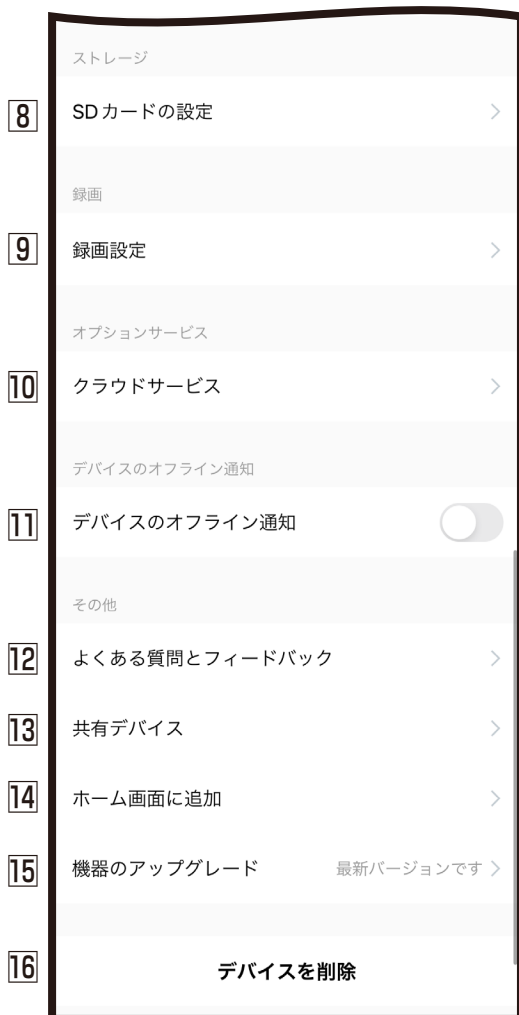 ストレージ
8 SDカードの設定
録画
9 録画設定
オプションサービス
10 クラウドサービス
デバイスのオフライン通知
11 デバイスのオフライン通知
その他
12 よくある質問とフィードバック
13 共有デバイス
14 ホーム画面に追加
15 機器のアップグレード 最新バージョンです
16 デバイスを削除